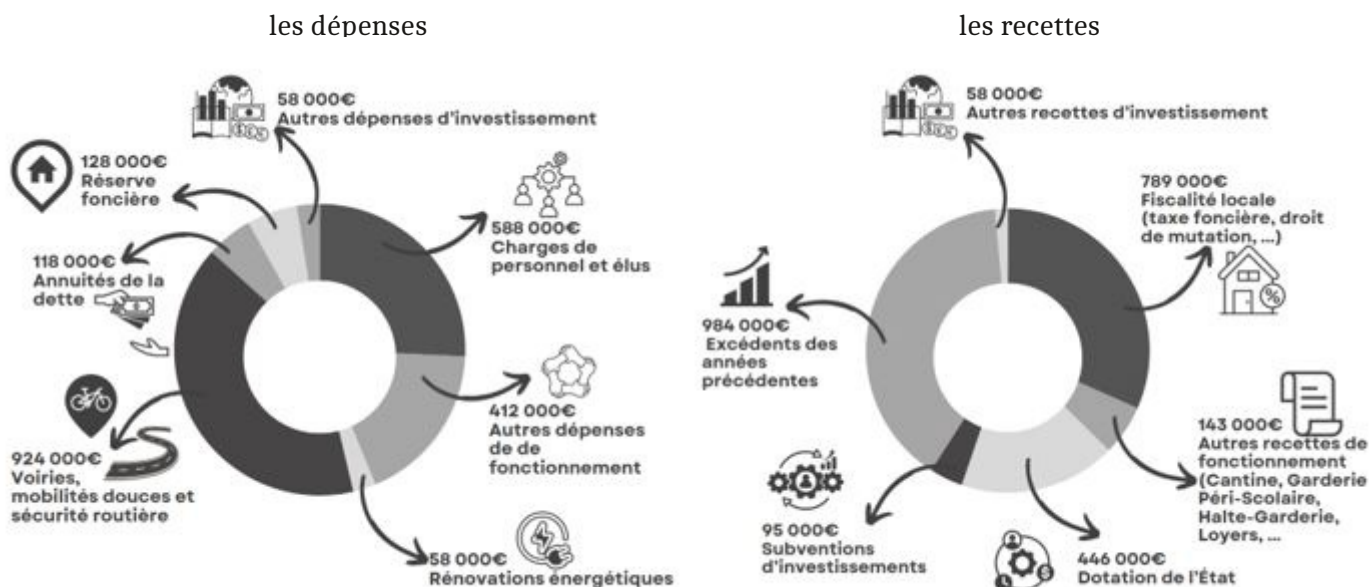 les dépenses
58 000€
Autres dépenses d'investissement
128 000€
Réserve
foncière
588 000€
Charges de
personnel et élus
118 000€
Annuités de la
dette
412 000€
Autres dépenses
de de
fonctionnement
924 000€
Voiries,
mobilités douces et
sécurité routière
58 000€
Rénovations énergétiques
les recettes
58 000€
Autres recettes d'investissement
789 000€
Fiscalité locale
(taxe foncière, droit
de mutation, ...)
984 000€
Excédents des
années
précédentes
143 000€
Autres recettes de
fonctionnement
(Cantine, Garderie
Péri-Scolaire,
Halte-Garderie,
Loyers, ...
95 000€
Subventions
d'investissements
446 000€
Dotation de l'État